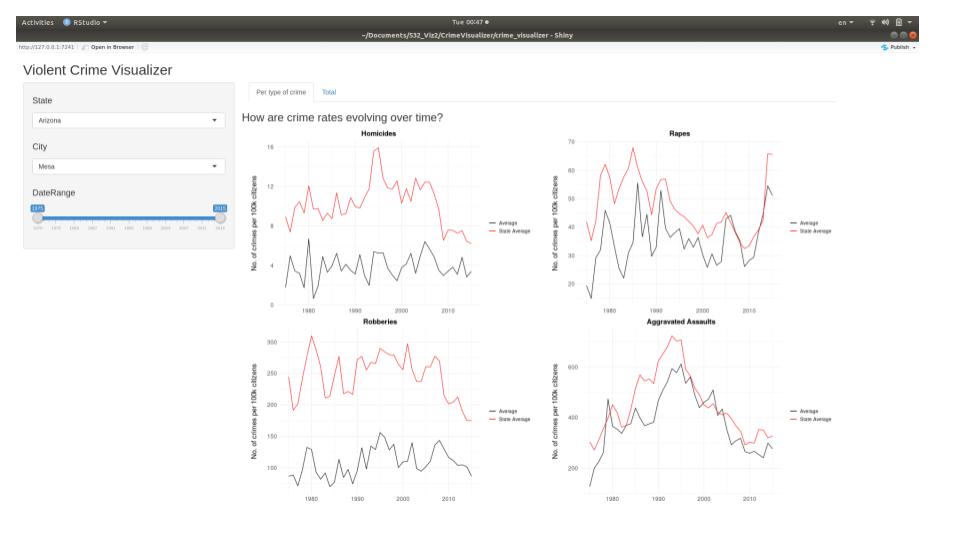 Activities RStudio Tue 00:47 en
~/Documents/532_Viz2/CrimeVisualizer/crime_visualizer - Shiny
http://127.0.0.1:7241 Open in Browser Publish
Violent Crime Visualizer
State
Arizona
City
Mesa
DateRange
1975 2015
Per type of crime Total
How are crime rates evolving over time?
Homicides
No. of crimes per 100k citizens
16
12
8
4
0
1980 1990 2000 2010
Average
State Average
Rapes
No. of crimes per 100k citizens
70
60
50
40
30
20
1980 1990 2000 2010
Average
State Average
Robberies
No. of crimes per 100k citizens
300
250
200
150
100
1980 1990 2000 2010
Average
State Average
Aggravated Assaults
No. of crimes per 100k citizens
600
400
200
1980 1990 2000 2010
Average
State Average